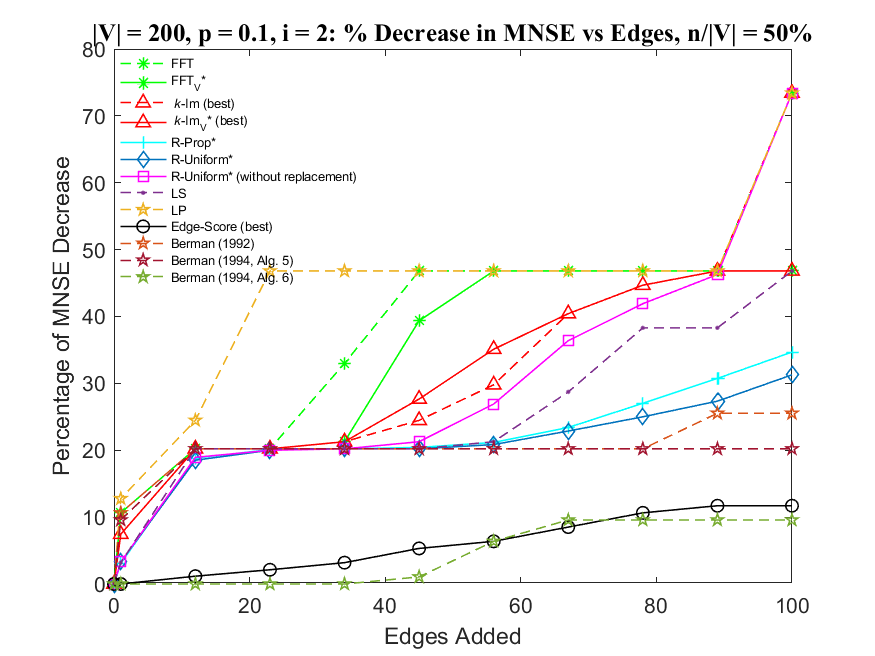 |V| = 200, p = 0.1, i = 2: % Decrease in MNSE vs Edges, n/|V| = 50%
80
70
60
50
40
30
20
10
0
Percentage of MNSE Decrease
FFT
FFT_V*
k-lm (best)
k-lm_V* (best)
R-Prop*
R-Uniform*
R-Uniform* (without replacement)
LS
LP
Edge-Score (best)
Berman (1992)
Berman (1994, Alg. 5)
Berman (1994, Alg. 6)
0 20 40 60 80 100
Edges Added